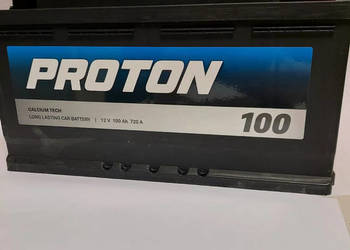 PROTON
CALCIUM TECH
LONG LASTING CAR BATTERY | 12 V 100 Ah 720 A
100